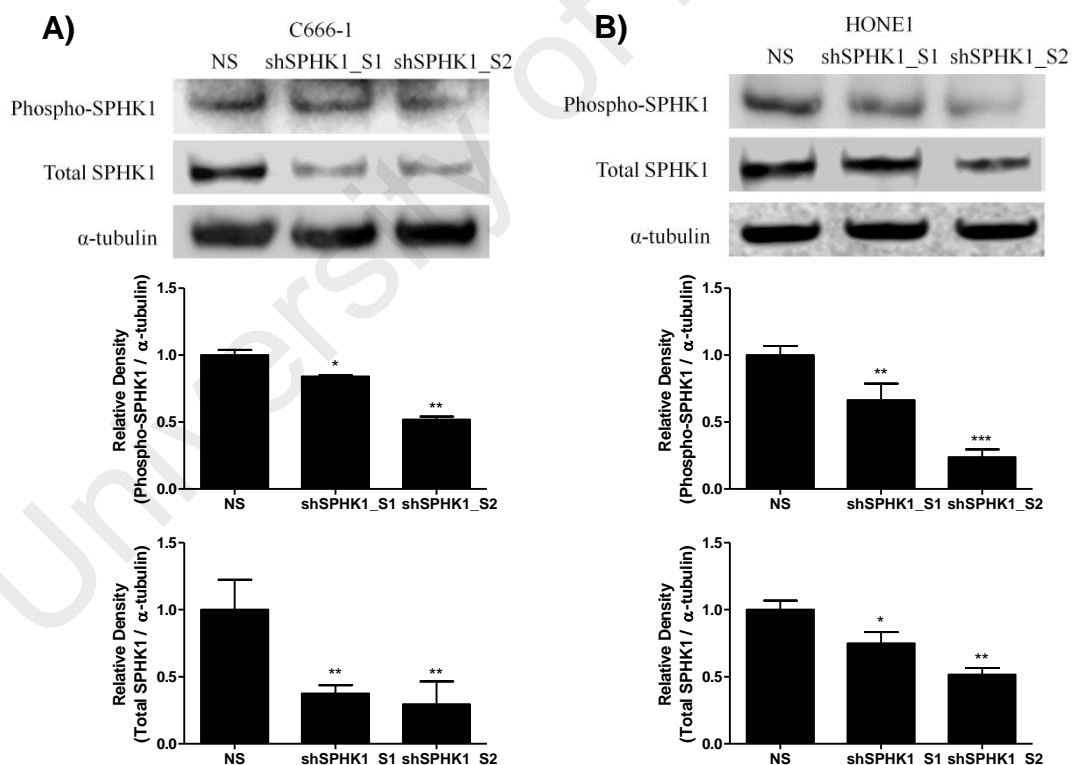 A)
C666-1
NS shSPHK1_S1 shSPHK1_S2
Phospho-SPHK1
Total SPHK1
α-tubulin
Relative Density
(Phospho-SPHK1 / α-tubulin)
1.5
1.0
0.5
0.0
*
**
NS shSPHK1_S1 shSPHK1_S2
Relative Density
(Total SPHK1 / α-tubulin)
1.5
1.0
0.5
0.0
**
**
NS shSPHK1_S1 shSPHK1_S2
B)
HONE1
NS shSPHK1_S1 shSPHK1_S2
Phospho-SPHK1
Total SPHK1
α-tubulin
Relative Density
(Phospho-SPHK1 / α-tubulin)
1.5
1.0
0.5
0.0
**
***
NS shSPHK1_S1 shSPHK1_S2
Relative Density
(Total SPHK1 / α-tubulin)
1.5
1.0
0.5
0.0
*
**
NS shSPHK1_S1 shSPHK1_S2
University of